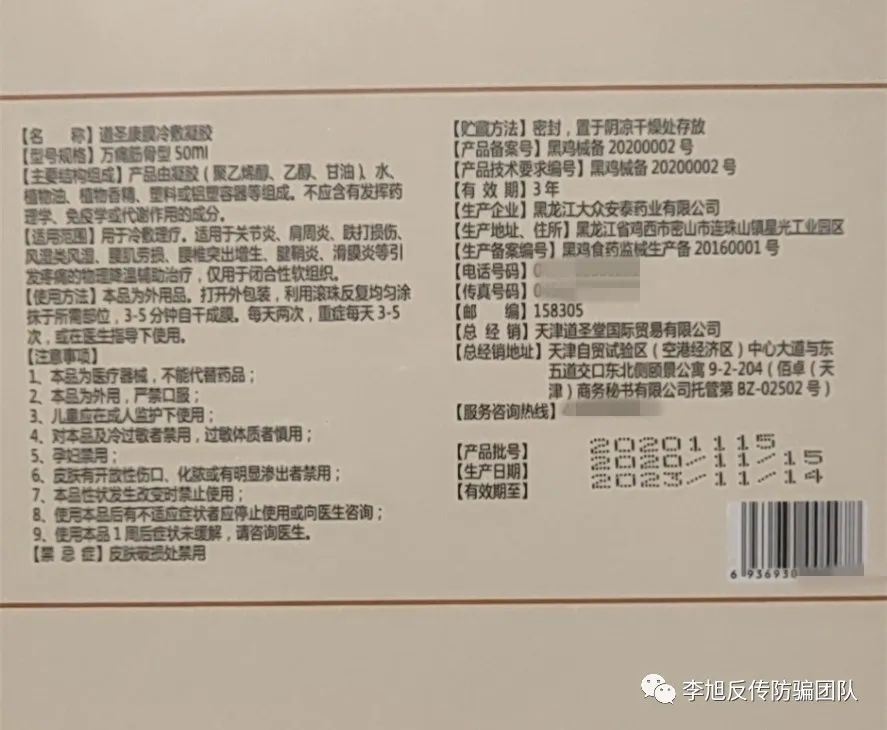 【名 称】道圣康膜冷敷凝胶
【型号规格】万痛筋骨型 50ml
【主要结构组成】产品由凝胶（聚乙烯醇、乙醇、甘油）、水、
植物油、植物香精、塑料或铝塑容器等组成。不应含有发挥药
理学、免疫学或代谢作用的成分。
【适用范围】用于冷敷理疗。适用于关节炎、肩周炎、跌打损伤、
风湿类风湿、腰肌劳损、腰椎突出增生、腱鞘炎、滑膜炎等引
发疼痛的物理降温辅助治疗，仅用于闭合性软组织。
【使用方法】本品为外用品。打开外包装，利用滚珠反复均匀涂
抹于所需部位，3-5 分钟自干成膜。每天两次，重症每天 3-5
次，或在医生指导下使用。
【注意事项】
1、本品为医疗器械，不能代替药品；
2、本品为外用，严禁口服；
3、儿童应在成人监护下使用；
4、对本品及冷过敏者禁用，过敏体质者慎用；
5、孕妇禁用；
6、皮肤有开放性伤口、化脓或有明显渗出者禁用；
7、本品性状发生改变时禁止使用；
8、使用本品后有不适应症状者应停止使用或向医生咨询；
9、使用本品 1 周后症状未缓解，请咨询医生。
【禁 忌 症】皮肤破损处禁用
【贮藏方法】密封，置于阴凉干燥处存放
【产品备案号】黑鸡械备 20200002 号
【产品技术要求编号】黑鸡械备 20200002 号
【有 效 期】3 年
【生产企业】黑龙江大众安泰药业有限公司
【生产地址、住所】黑龙江省鸡西市密山市连珠山镇星光工业园区
【生产备案编号】黑鸡食药监械生产备 20160001 号
【电话号码】0
【传真号码】0
【邮 编】158305
【总 经 销】天津道圣堂国际贸易有限公司
【总经销地址】天津自贸试验区（空港经济区）中心大道与东
五道交口东北侧颐景公寓 9-2-204（佰卓（天
津）商务秘书有限公司托管第 BZ-02502 号）
【服务咨询热线】
【产品批号】 20201115
【生产日期】 2020/11/15
【有效期至】 2023/11/14
6 936930
李旭反传防骗团队